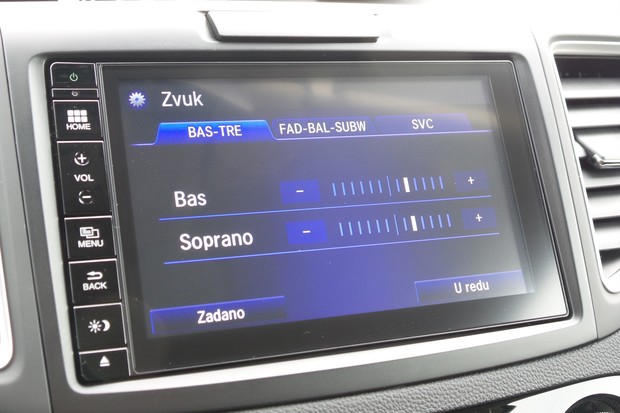 Zvuk
BAS-TRE FAD-BAL-SUBW SVC
HOME
VOL
Bas - +
MENU
Soprano - +
BACK
Zadano U redu